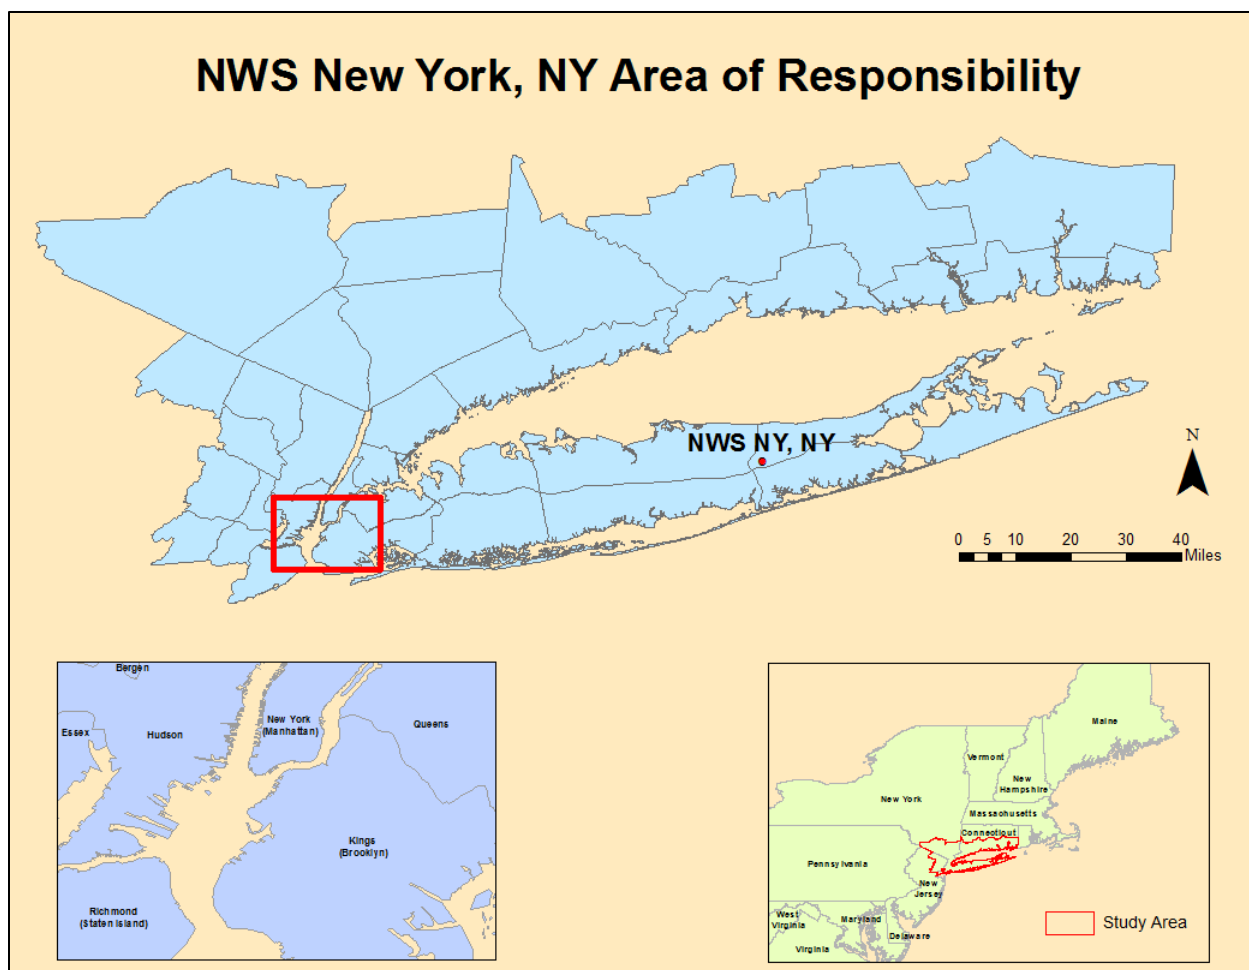 NWS New York, NY Area of Responsibility
NWS NY, NY
N
0 5 10 20 30 40
Miles
Bergen
Essex
Hudson
New York
(Manhattan)
Queens
Kings
(Brooklyn)
Richmond
(Staten Island)
Maine
Vermont
New
Hampshire
New York
Massachusetts
Connecticut
Pennsylvania
New
Jersey
West
Virginia
Maryland
Delaware
Virginia
Study Area